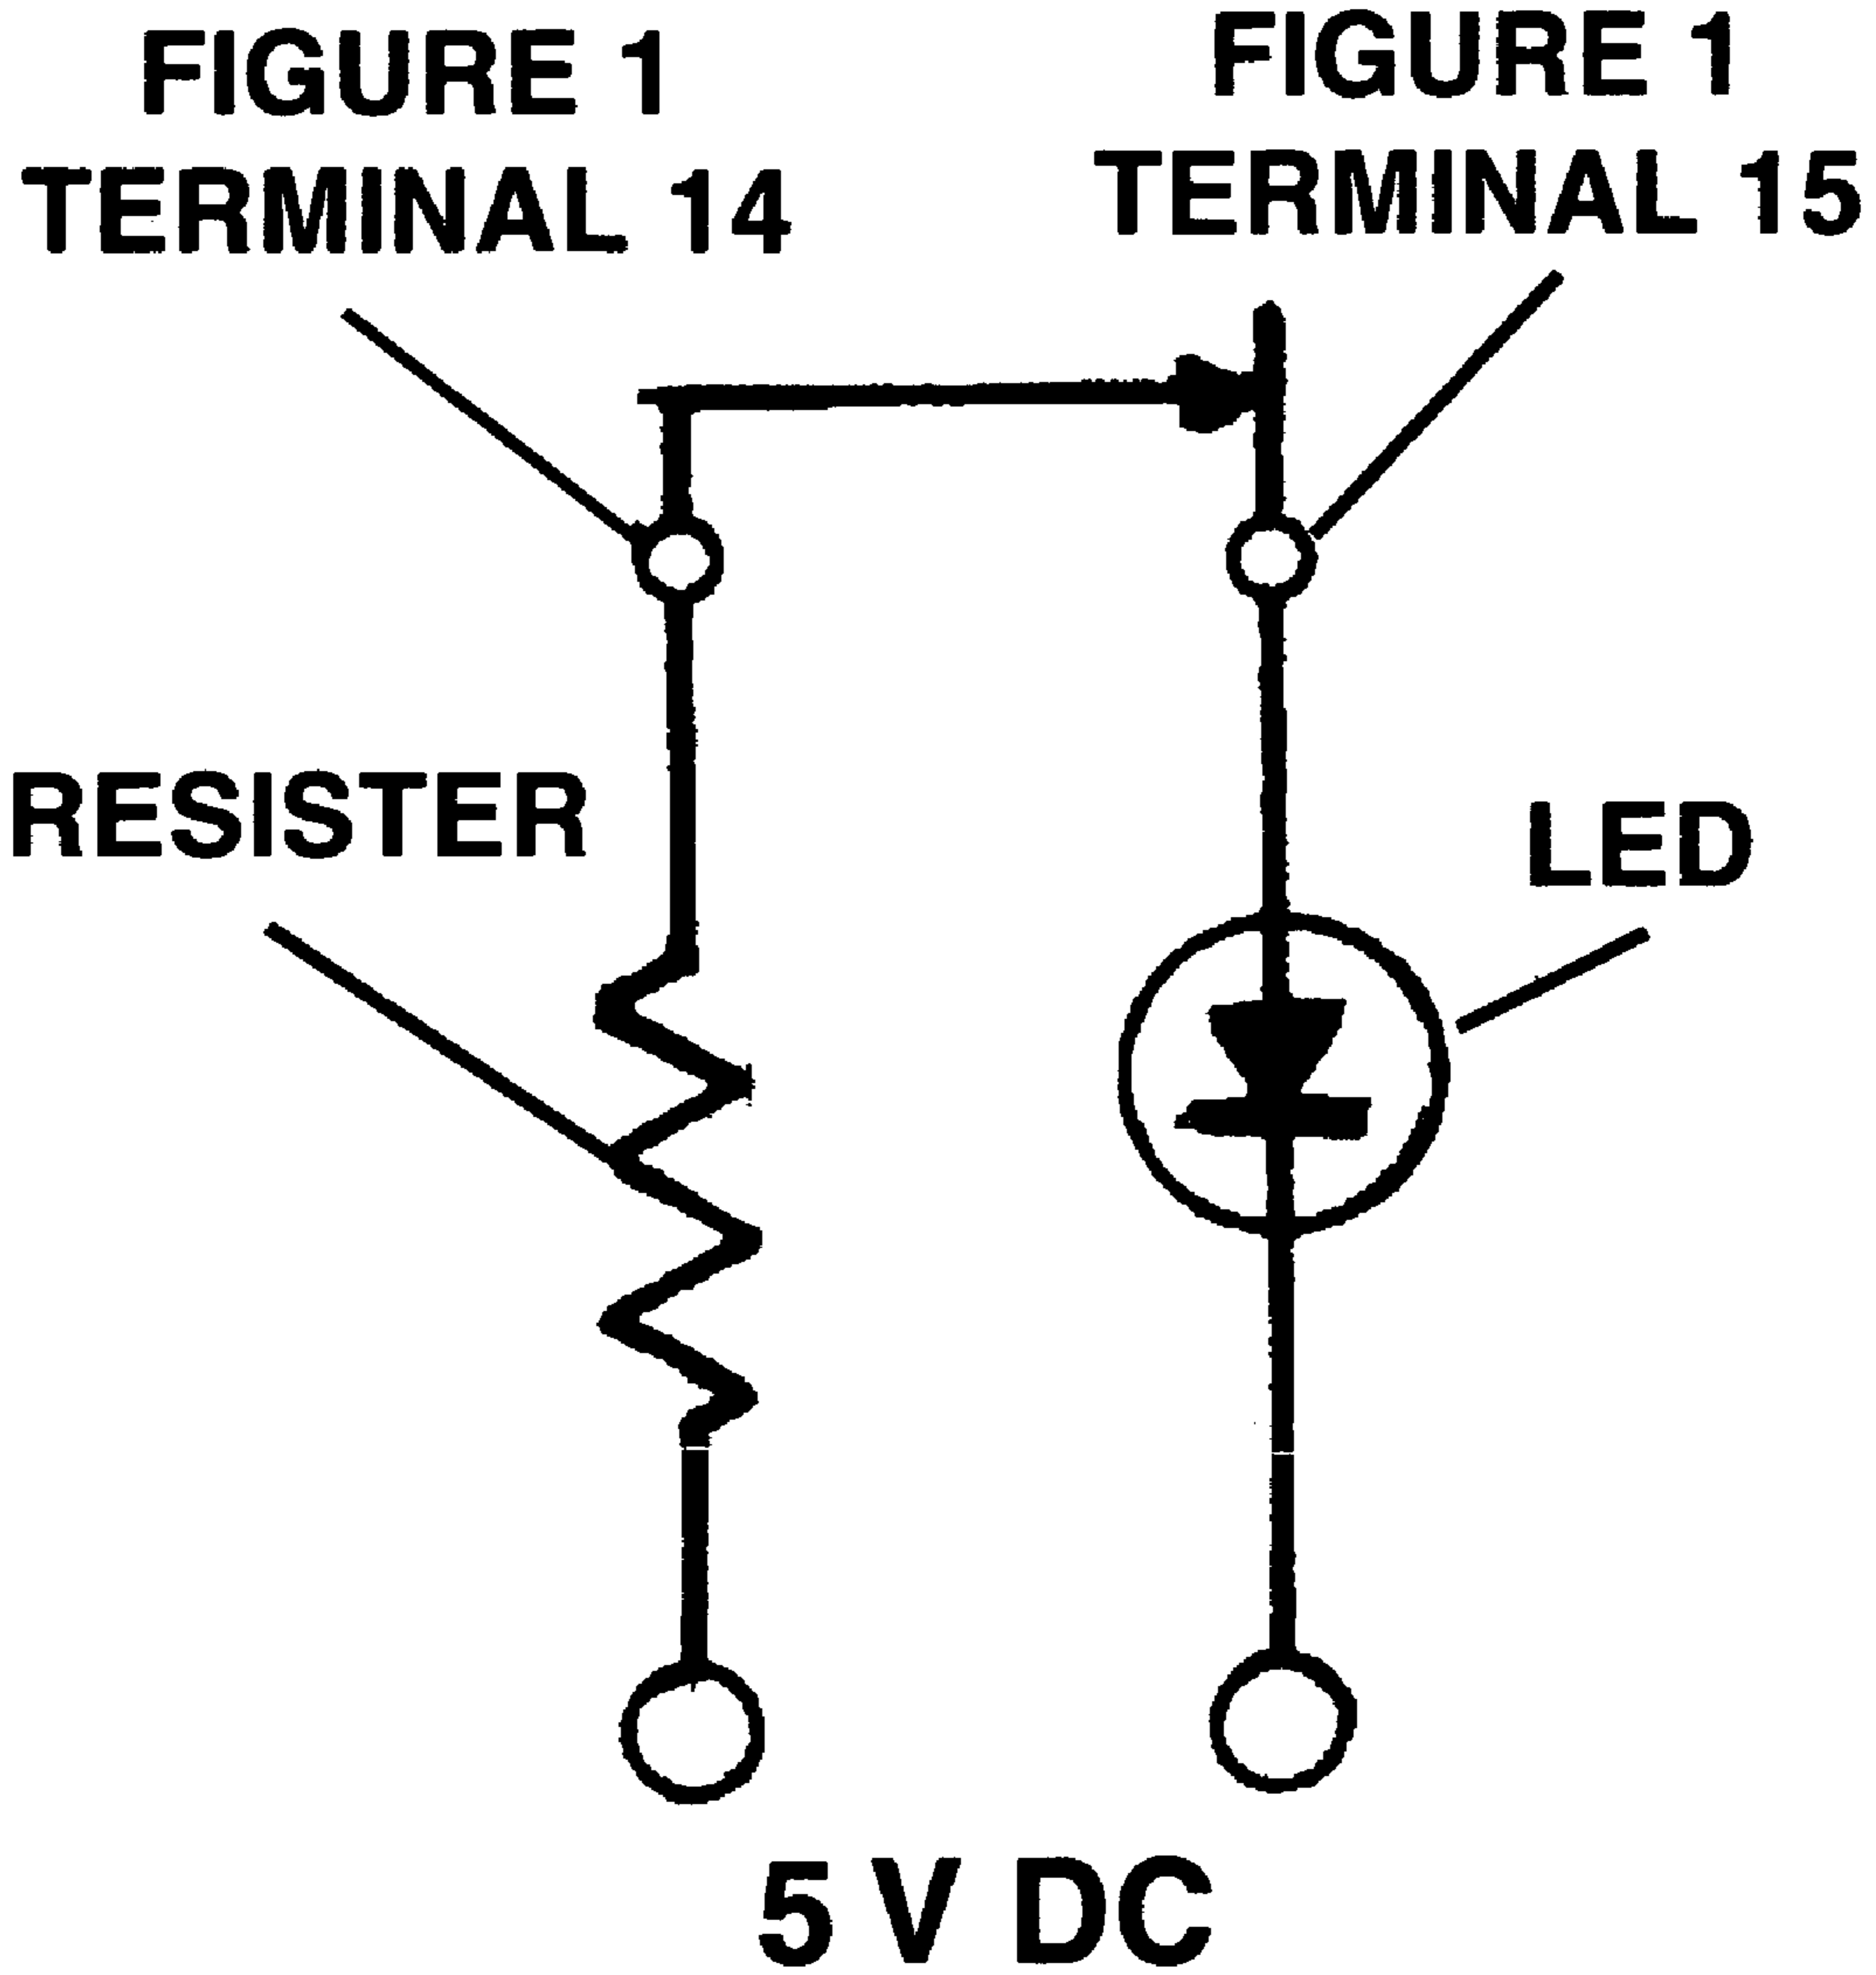 FIGURE 1
TERMINAL 14
FIGURE 1
TERMINAL 15
RESISTER
LED
5 V DC